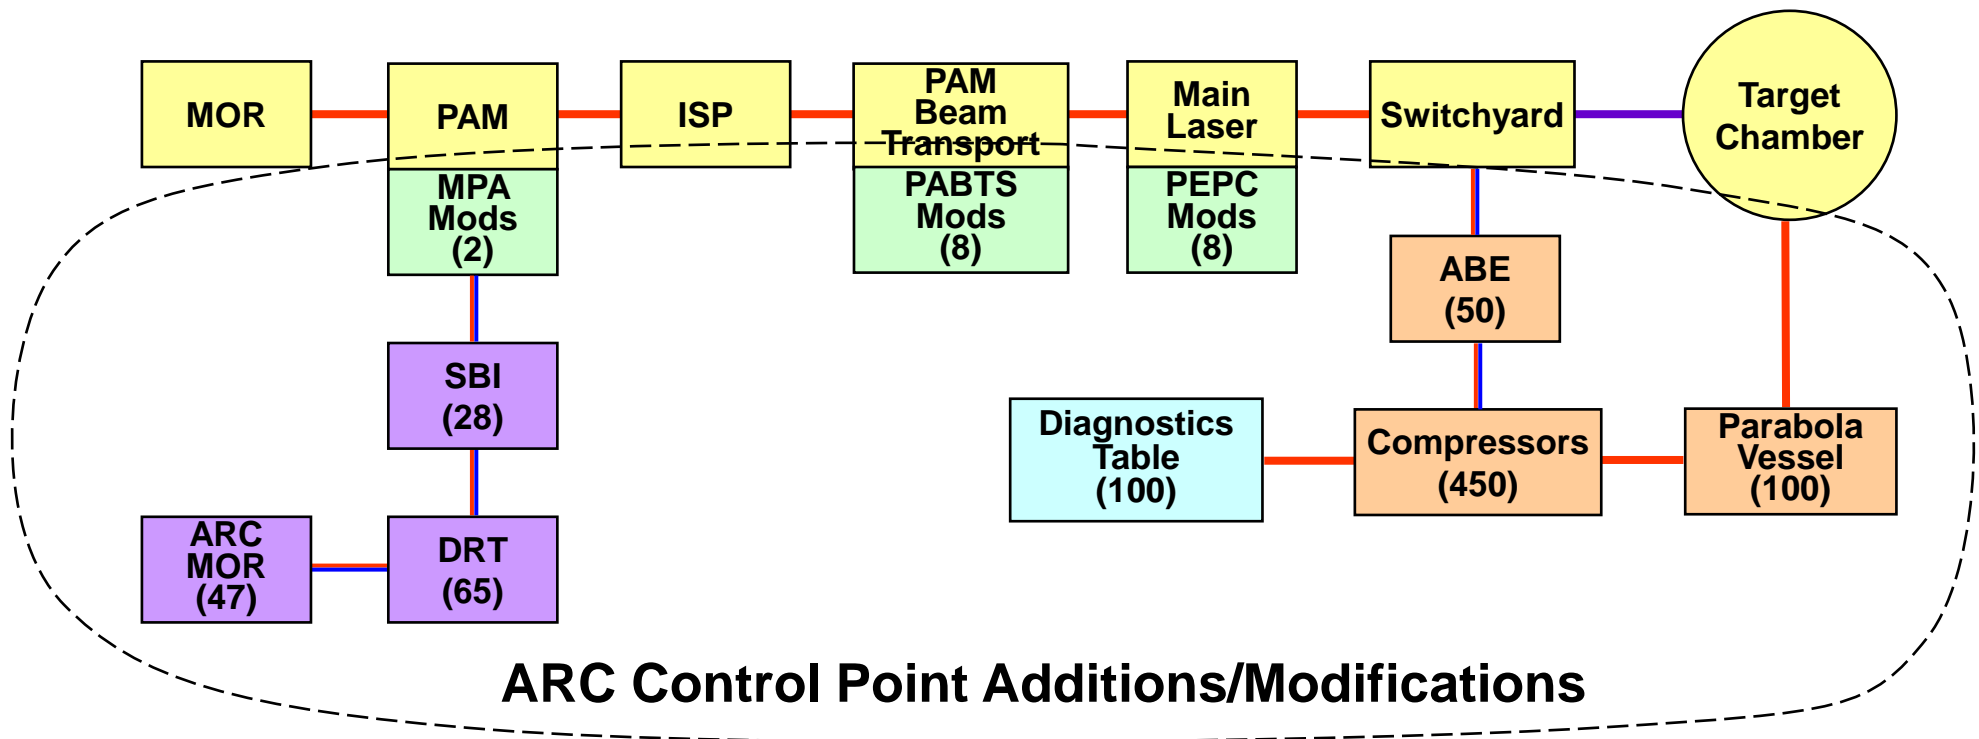 MOR
PAM
ISP
PAM
Beam
Transport
Main
Laser
Switchyard
Target
Chamber
MPA
Mods
(2)
PABTS
Mods
(8)
PEPC
Mods
(8)
ABE
(50)
SBI
(28)
Diagnostics
Table
(100)
Compressors
(450)
Parabola
Vessel
(100)
ARC
MOR
(47)
DRT
(65)
ARC Control Point Additions/Modifications